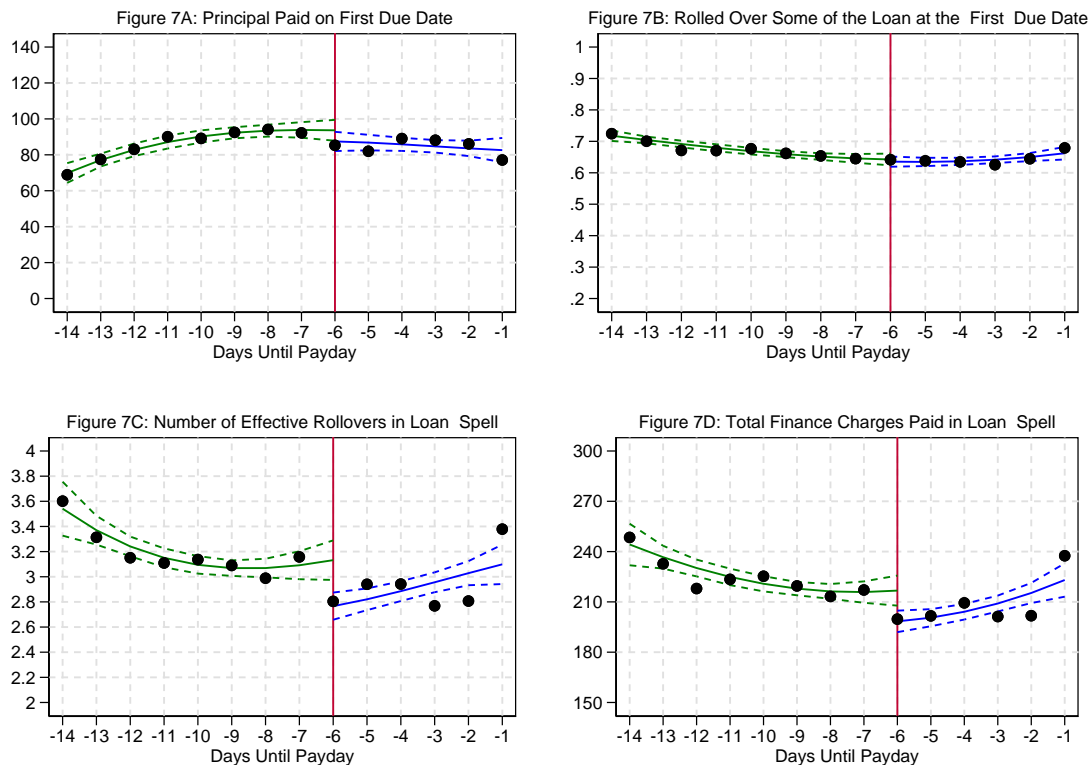 Figure 7A: Principal Paid on First Due Date
140
120
100
80
60
40
20
0
-14 -13 -12 -11 -10 -9 -8 -7 -6 -5 -4 -3 -2 -1
Days Until Payday
Figure 7B: Rolled Over Some of the Loan at the First Due Date
1
.9
.8
.7
.6
.5
.4
.3
.2
-14 -13 -12 -11 -10 -9 -8 -7 -6 -5 -4 -3 -2 -1
Days Until Payday
Figure 7C: Number of Effective Rollovers in Loan Spell
4
3.8
3.6
3.4
3.2
3
2.8
2.6
2.4
2.2
2
-14 -13 -12 -11 -10 -9 -8 -7 -6 -5 -4 -3 -2 -1
Days Until Payday
Figure 7D: Total Finance Charges Paid in Loan Spell
300
270
240
210
180
150
-14 -13 -12 -11 -10 -9 -8 -7 -6 -5 -4 -3 -2 -1
Days Until Payday